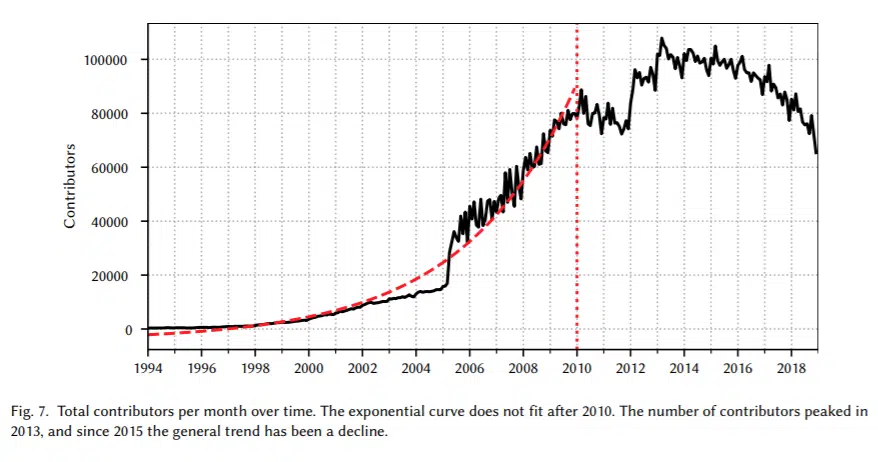 100000
80000
60000
40000
20000
0
Contributors
1994 1996 1998 2000 2002 2004 2006 2008 2010 2012 2014 2016 2018
Fig. 7. Total contributors per month over time. The exponential curve does not fit after 2010. The number of contributors peaked in
2013, and since 2015 the general trend has been a decline.